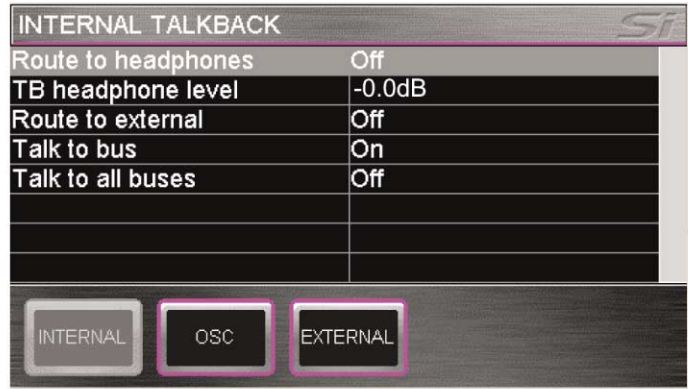 INTERNAL TALKBACK Si
Route to headphones Off
TB headphone level -0.0dB
Route to external Off
Talk to bus On
Talk to all buses Off
INTERNAL OSC EXTERNAL